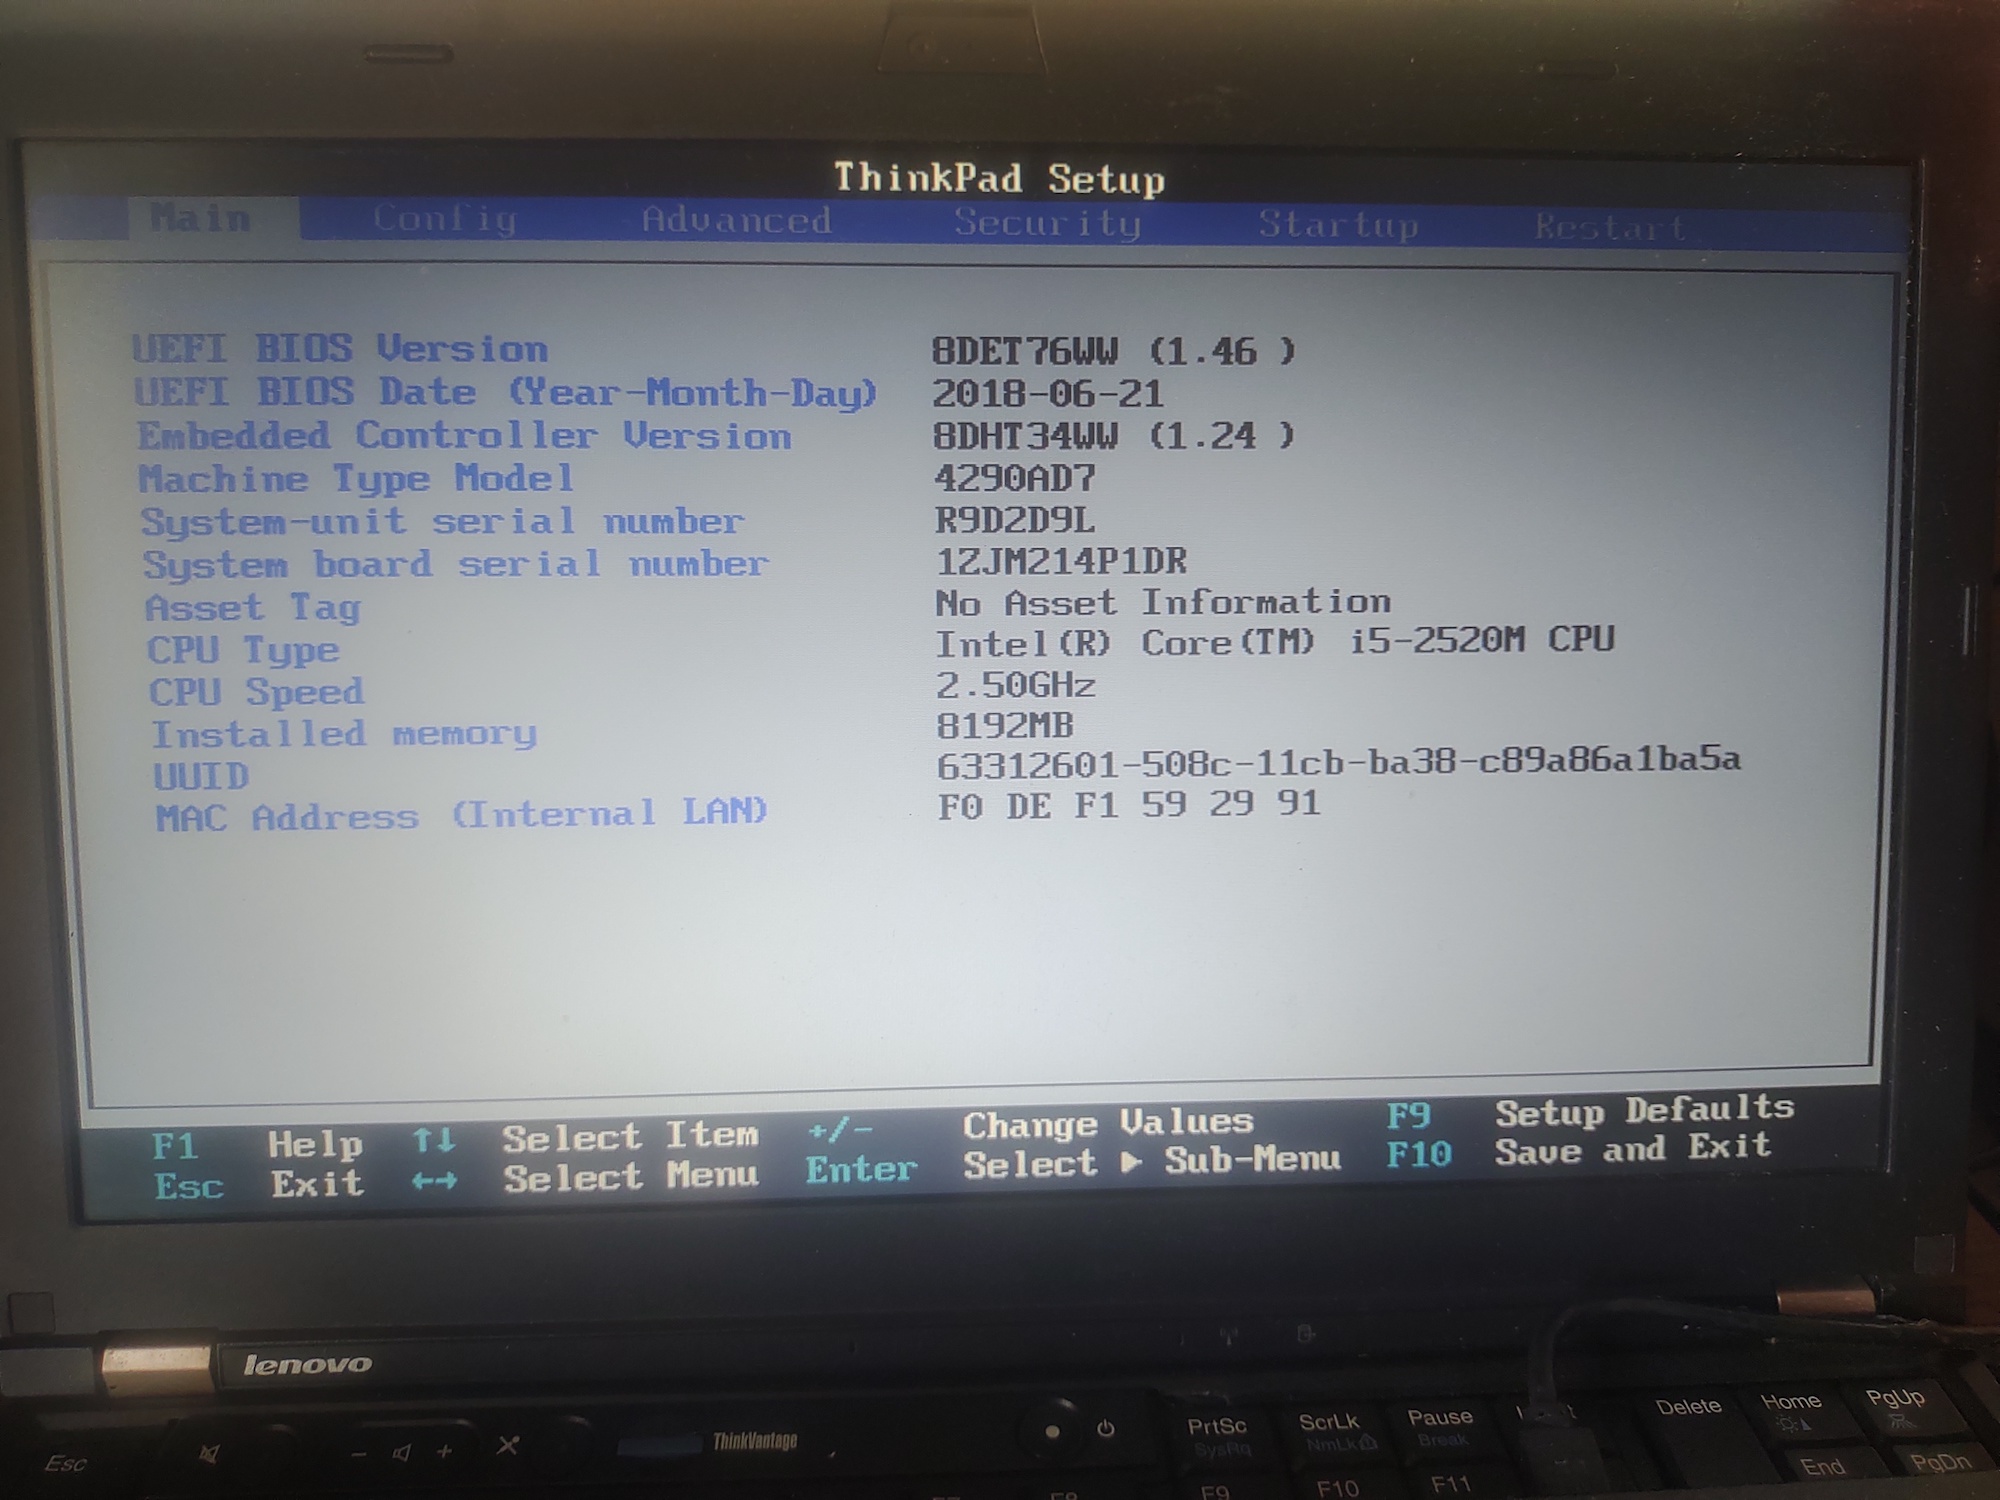 ThinkPad Setup
Main Config Advanced Security Startup Restart
UEFI BIOS Version 8DET76WW (1.46 )
UEFI BIOS Date (Year-Month-Day) 2018-06-21
Embedded Controller Version 8DHT34WW (1.24 )
Machine Type Model 4290AD7
System-unit serial number R9D2D9L
System board serial number 1ZJM214P1DR
Asset Tag No Asset Information
CPU Type Intel(R) Core(TM) i5-2520M CPU
CPU Speed 2.50GHz
Installed memory 8192MB
UUID 63312601-508c-11cb-ba38-c89a86a1ba5a
MAC Address (Internal LAN) F0 DE F1 59 29 91
F1 Help ↑↓ Select Item +/- Change Values F9 Setup Defaults
Esc Exit ←→ Select Menu Enter Select ▶ Sub-Menu F10 Save and Exit
lenovo
Esc - + ThinkVantage PrtSc ScrLk Pause Delete Home PgUp
SysRq NmLk Break End PgDn
F9 F10 F11